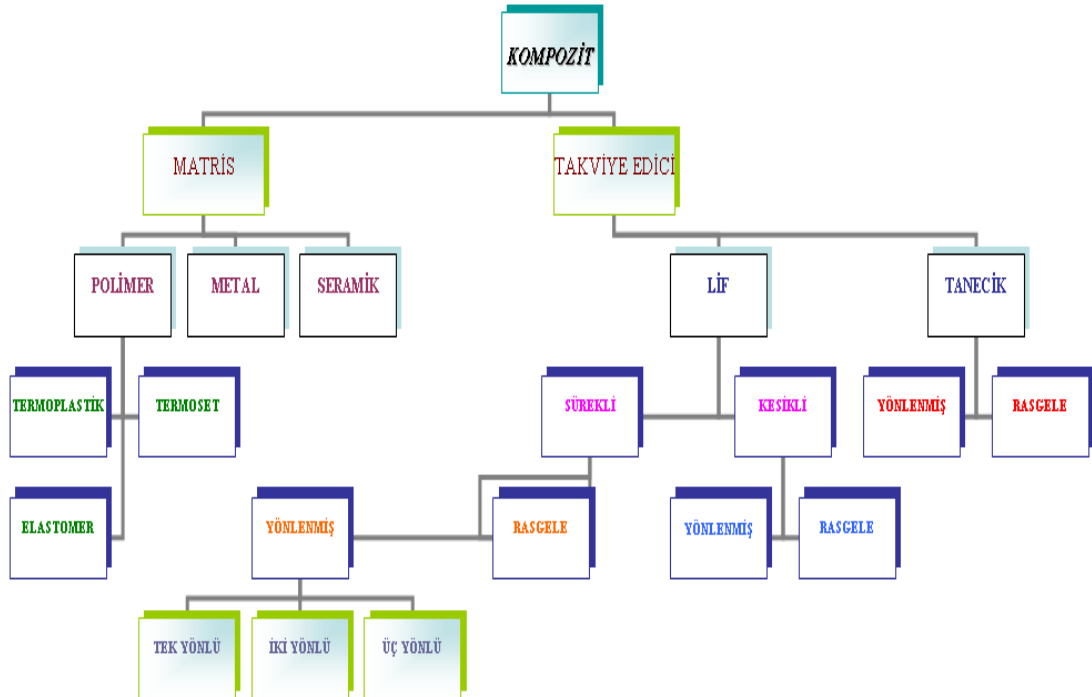 KOMPOZİT
MATRİS
TAKVİYE EDİCİ
POLİMER
METAL
SERAMİK
LİF
TANECİK
TERMOPLASTİK
TERMOSET
SÜREKLİ
KESİKLİ
YÖNLENMİŞ
RASGELE
ELASTOMER
YÖNLENMİŞ
RASGELE
YÖNLENMİŞ
RASGELE
TEK YÖNLÜ
İKİ YÖNLÜ
ÜÇ YÖNLÜ